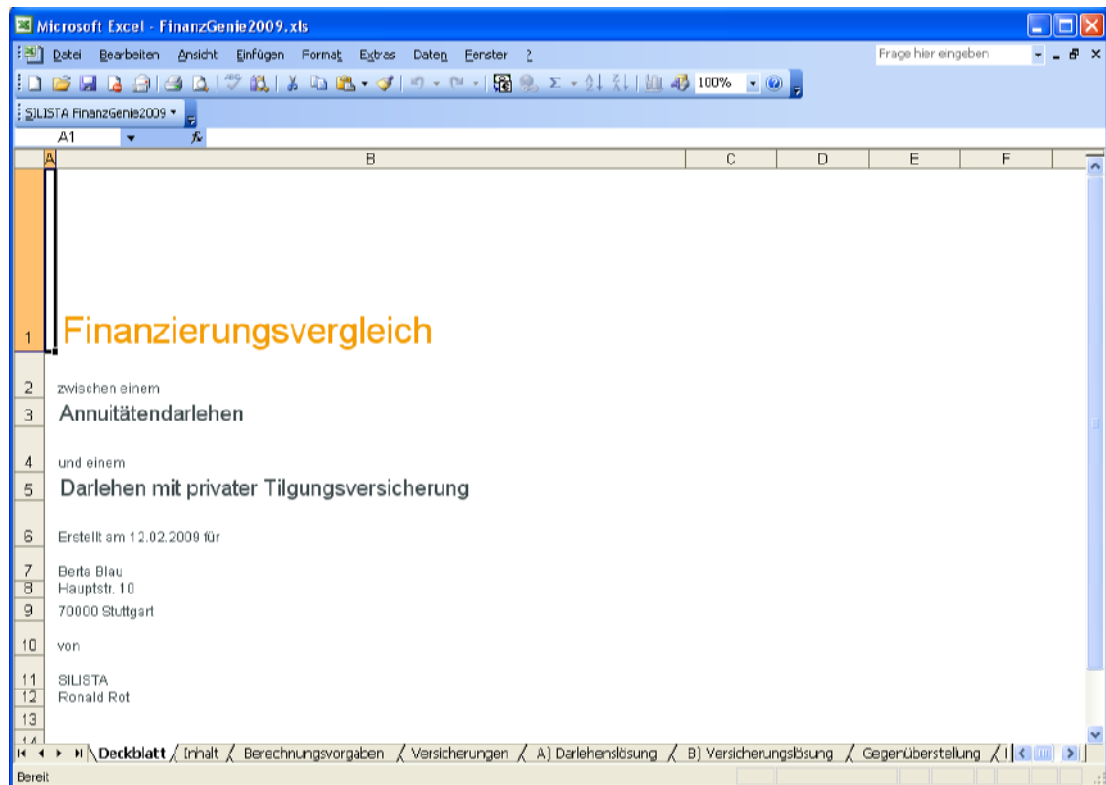 Microsoft Excel - FinanzGenie2009.xls
Datei Bearbeiten Ansicht Einfügen Format Extras Daten Fenster ? Frage hier eingeben
100%
SILISTA FinanzGenie2009
A1 fx
A B C D E F
1 Finanzierungsvergleich
2 zwischen einem
3 Annuitätendarlehen
4 und einem
5 Darlehen mit privater Tilgungsversicherung
6 Erstellt am 12.02.2009 für
7 Berta Blau
8 Hauptstr. 10
9 70000 Stuttgart
10 von
11 SILISTA
12 Ronald Rot
13
14
Deckblatt Inhalt Berechnungsvorgaben Versicherungen A) Darlehenslösung B) Versicherungslösung Gegenüberstellung
Bereit